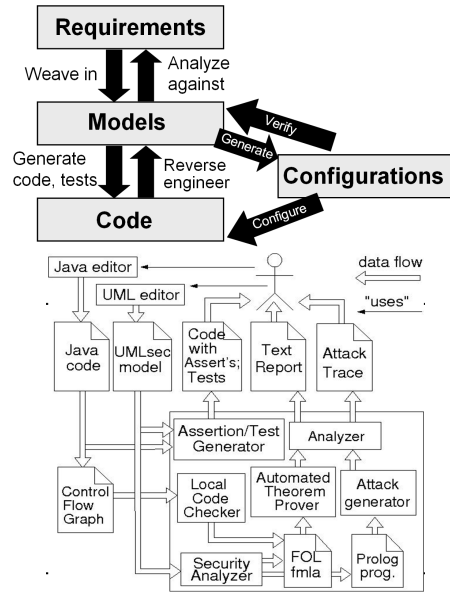 Requirements
Weave in
Analyze
against
Models
Verify
Generate
Generate
code, tests
Reverse
engineer
Configurations
Code
Configure
Java editor
data flow
UML editor
"uses"
Java
code
UMLsec
model
Code
with
Assert's;
Tests
Text
Report
Attack
Trace
Assertion/Test
Generator
Analyzer
Control
Flow
Graph
Local
Code
Checker
Automated
Theorem
Prover
Attack
generator
Security
Analyzer
FOL
fmla
Prolog
prog.